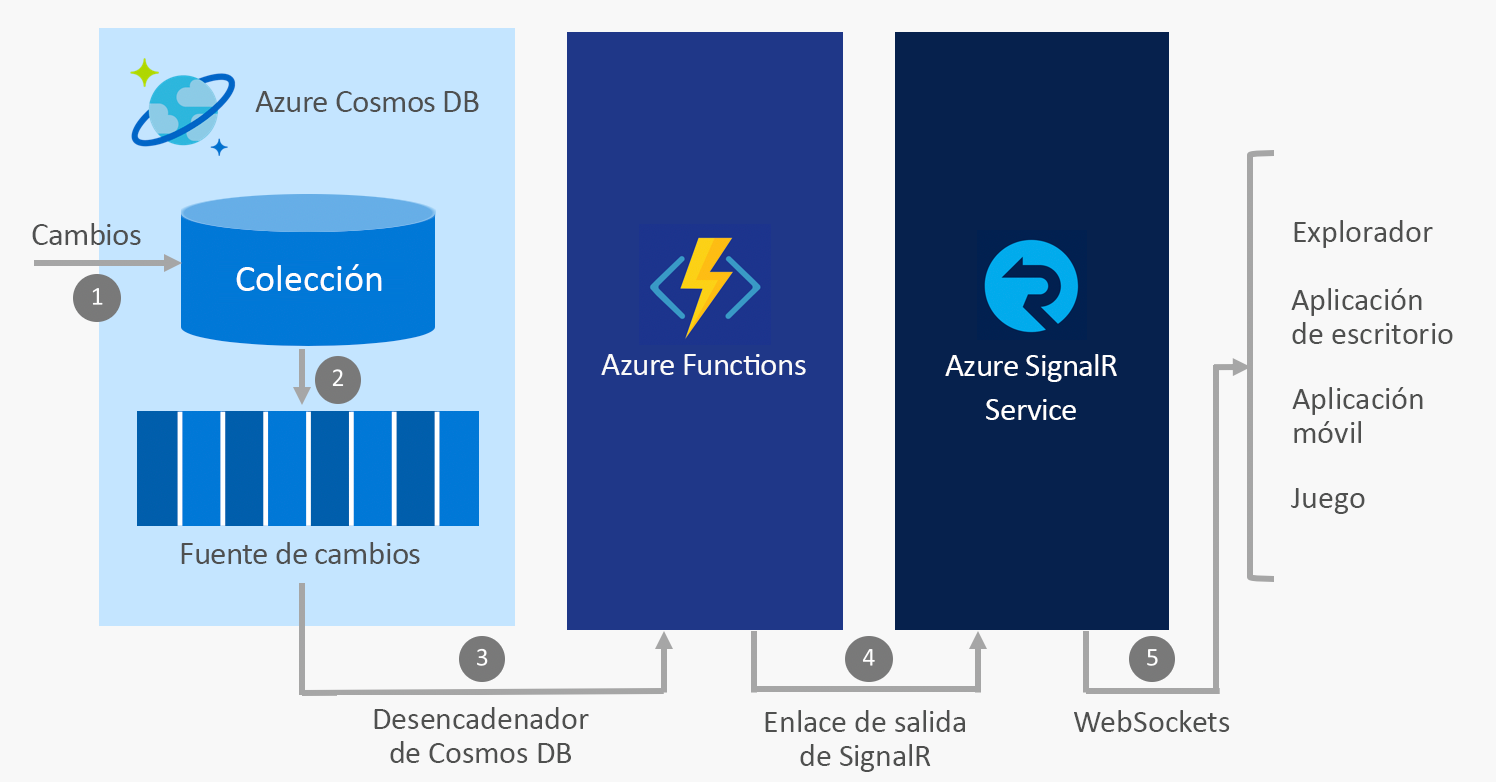 Azure Cosmos DB
Cambios
1
Colección
2
Fuente de cambios
3
Desencadenador
de Cosmos DB
Azure Functions
4
Enlace de salida
de SignalR
Azure SignalR
Service
5
WebSockets
Explorador
Aplicación
de escritorio
Aplicación
móvil
Juego